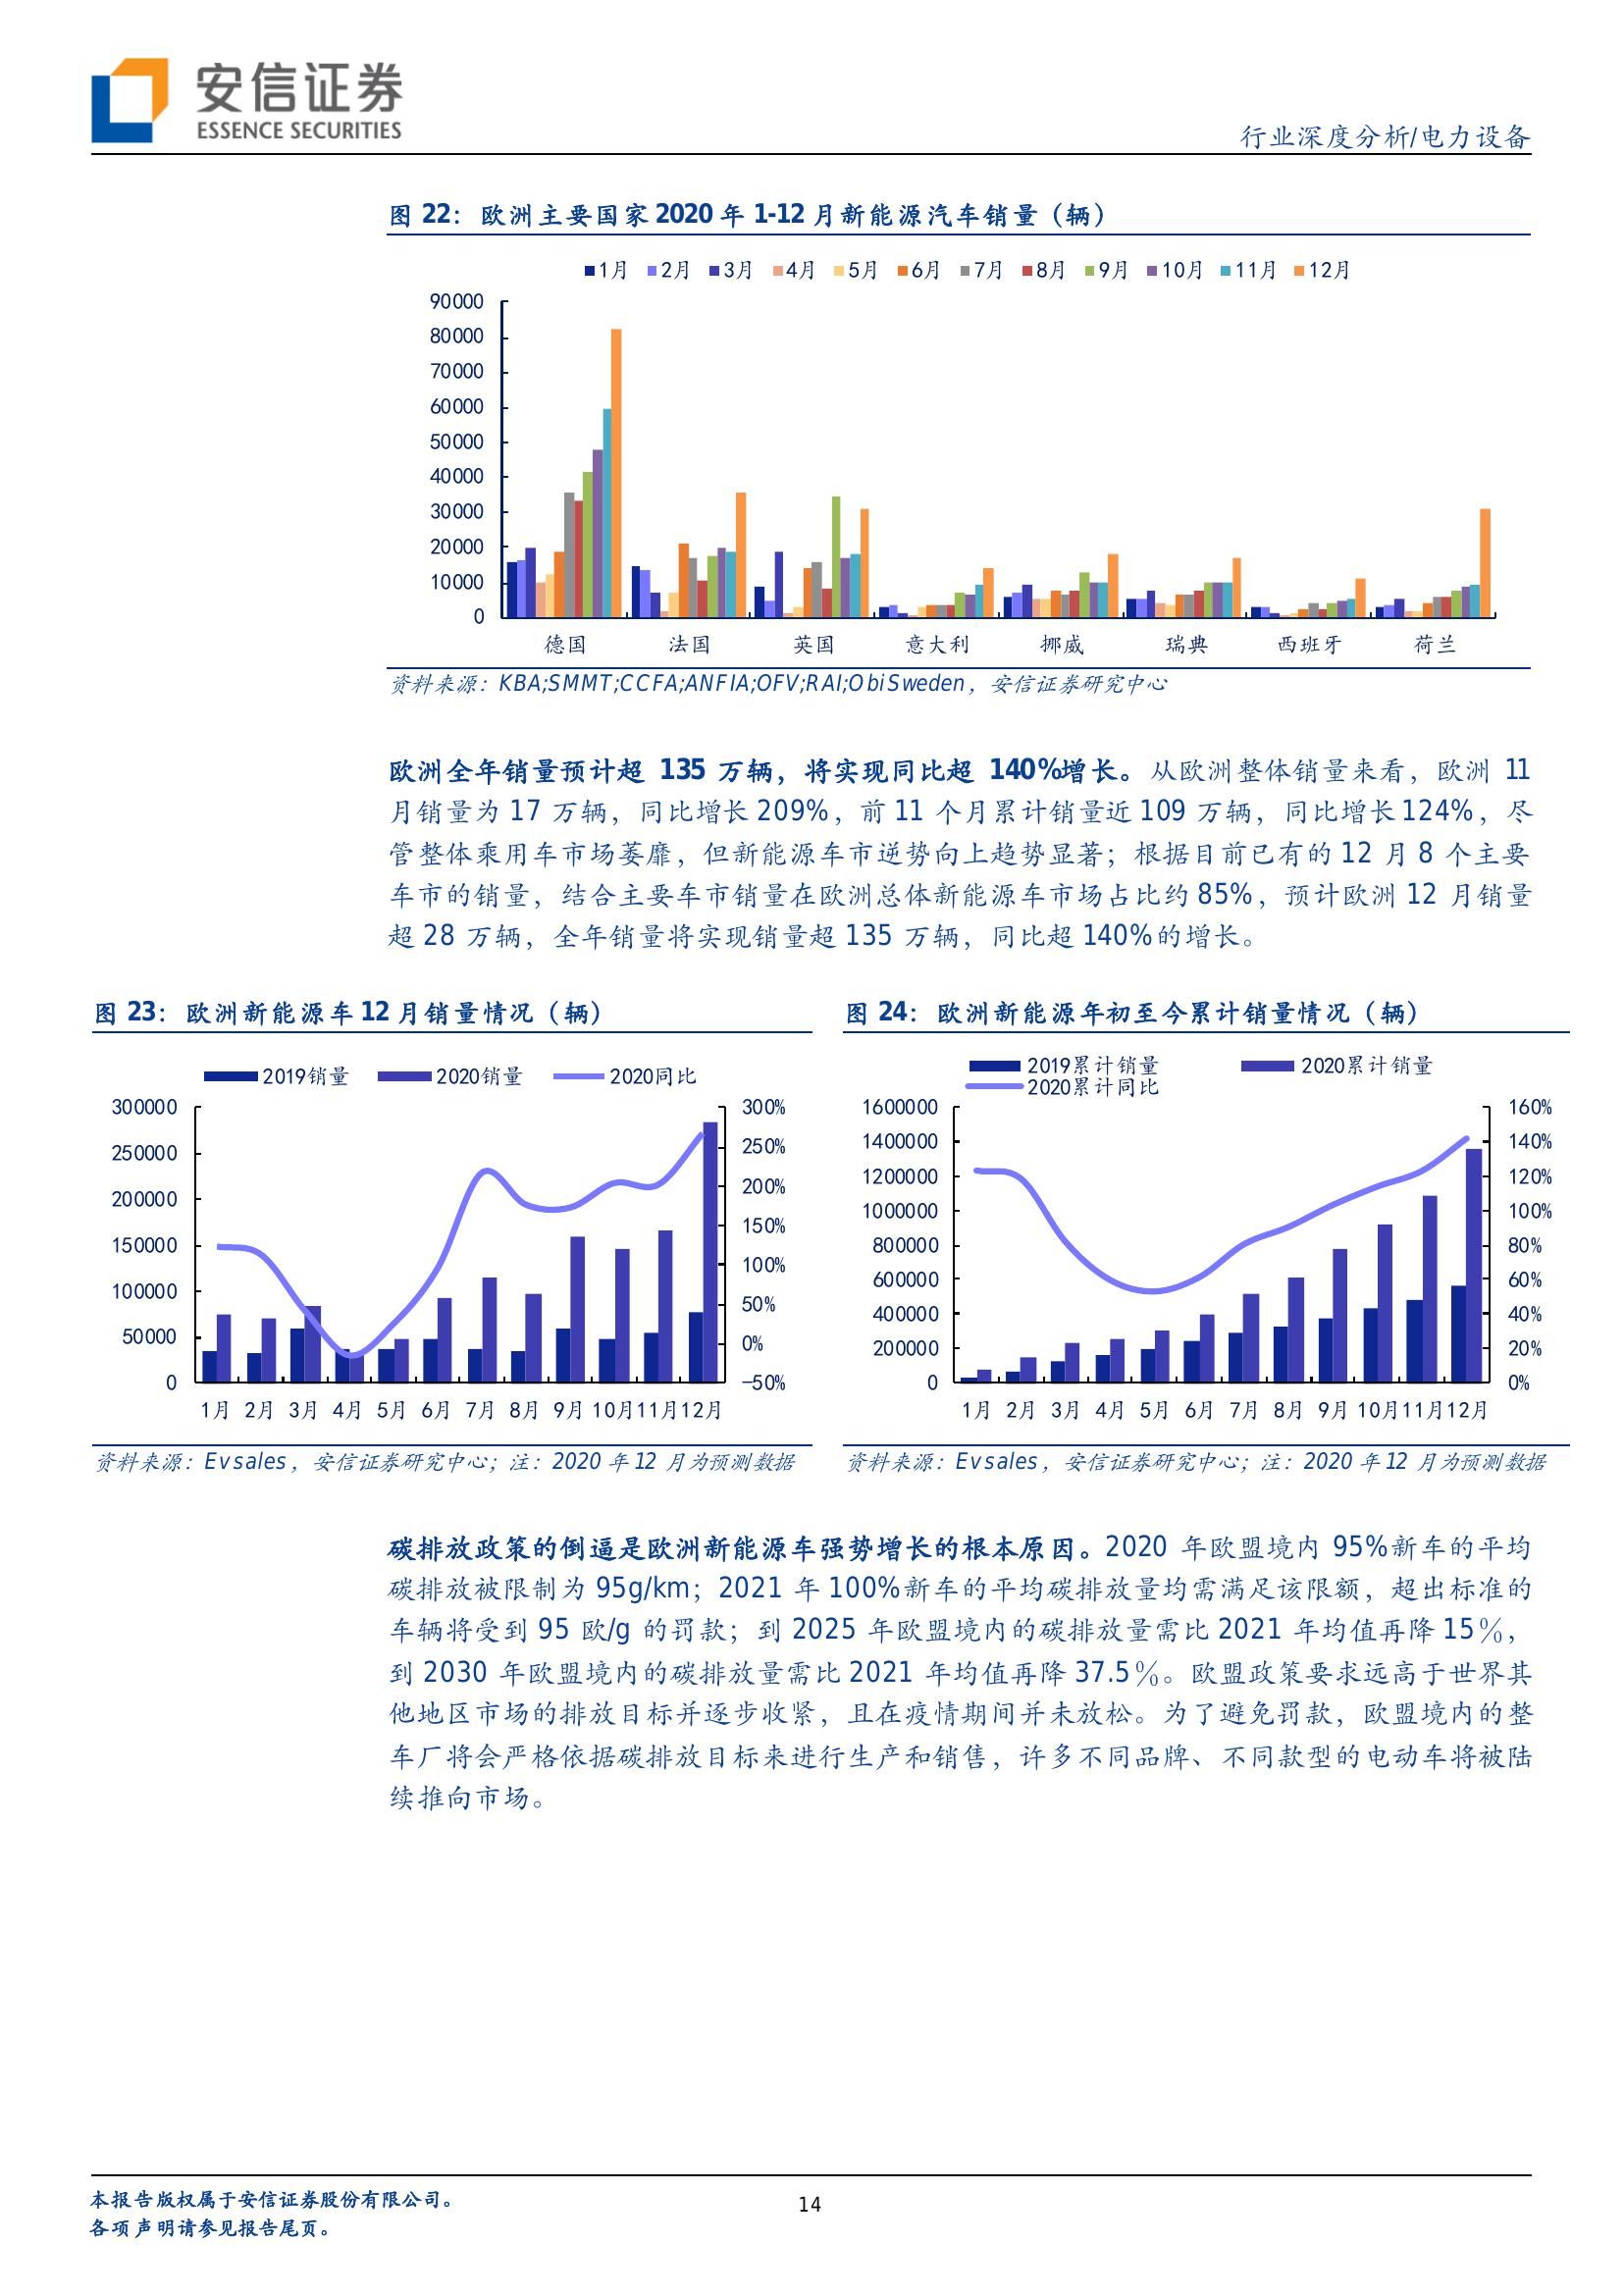 安信证券
ESSENCE SECURITIES
行业深度分析/电力设备
图 22：欧洲主要国家 2020 年 1-12 月新能源汽车销量（辆）
1月 2月 3月 4月 5月 6月 7月 8月 9月 10月 11月 12月
90000
80000
70000
60000
50000
40000
30000
20000
10000
0
德国 法国 英国 意大利 挪威 瑞典 西班牙 荷兰
资料来源：KBA;SMMT;CCFA;ANFIA;OFV;RAI;ObiSweden，安信证券研究中心
欧洲全年销量预计超 135 万辆，将实现同比超 140%增长。从欧洲整体销量来看，欧洲 11
月销量为 17 万辆，同比增长 209%，前 11 个月累计销量近 109 万辆，同比增长 124%，尽
管整体乘用车市场萎靡，但新能源车市逆势向上趋势显著；根据目前已有的 12 月 8 个主要
车市的销量，结合主要车市销量在欧洲总体新能源车市场占比约 85%，预计欧洲 12 月销量
超 28 万辆，全年销量将实现销量超 135 万辆，同比超 140%的增长。
图 23：欧洲新能源车 12 月销量情况（辆）
2019销量 2020销量 2020同比
300000
250000
200000
150000
100000
50000
0
300%
250%
200%
150%
100%
50%
0%
-50%
1月 2月 3月 4月 5月 6月 7月 8月 9月 10月 11月 12月
资料来源：Evsales，安信证券研究中心；注：2020 年 12 月为预测数据
图 24：欧洲新能源年初至今累计销量情况（辆）
2019累计销量 2020累计销量
2020累计同比
1600000
1400000
1200000
1000000
800000
600000
400000
200000
0
160%
140%
120%
100%
80%
60%
40%
20%
0%
1月 2月 3月 4月 5月 6月 7月 8月 9月 10月 11月 12月
资料来源：Evsales，安信证券研究中心；注：2020 年 12 月为预测数据
碳排放政策的倒逼是欧洲新能源车强势增长的根本原因。2020 年欧盟境内 95%新车的平均
碳排放被限制为 95g/km；2021 年 100%新车的平均碳排放量均需满足该限额，超出标准的
车辆将受到 95 欧/g 的罚款；到 2025 年欧盟境内的碳排放量需比 2021 年均值再降 15％，
到 2030 年欧盟境内的碳排放量需比 2021 年均值再降 37.5％。欧盟政策要求远高于世界其
他地区市场的排放目标并逐步收紧，且在疫情期间并未放松。为了避免罚款，欧盟境内的整
车厂将会严格依据碳排放目标来进行生产和销售，许多不同品牌、不同款型的电动车将被陆
续推向市场。
本报告版权属于安信证券股份有限公司。
各项声明请参见报告尾页。
14